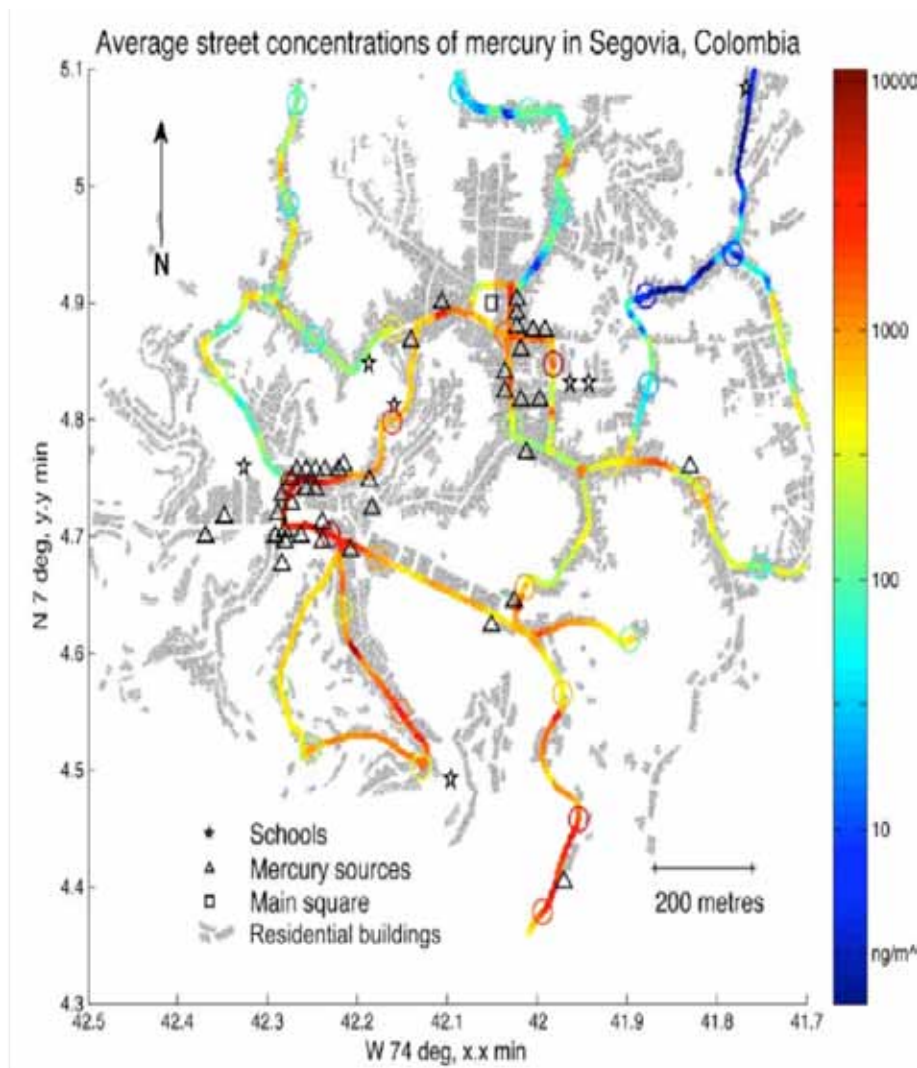 Average street concentrations of mercury in Segovia, Colombia
5.1
5
4.9
4.8
4.7
4.6
4.5
4.4
4.3
N 7 deg, y.y min
N
Schools
Mercury sources
Main square
Residential buildings
200 metres
42.5
42.4
42.3
42.2
42.1
42
41.9
41.8
41.7
W 74 deg, x.x min
10000
1000
100
10
ng/m^